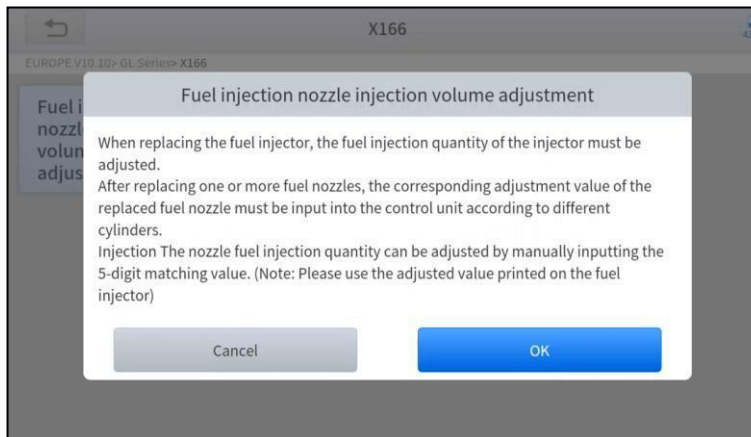 X166
EUROPE V10.10> GL Series> X166
Fuel i
nozzl
volun
adjus
Fuel injection nozzle injection volume adjustment
When replacing the fuel injector, the fuel injection quantity of the injector must be
adjusted.
After replacing one or more fuel nozzles, the corresponding adjustment value of the
replaced fuel nozzle must be input into the control unit according to different
cylinders.
Injection The nozzle fuel injection quantity can be adjusted by manually inputting the
5-digit matching value. (Note: Please use the adjusted value printed on the fuel
injector)
Cancel
OK